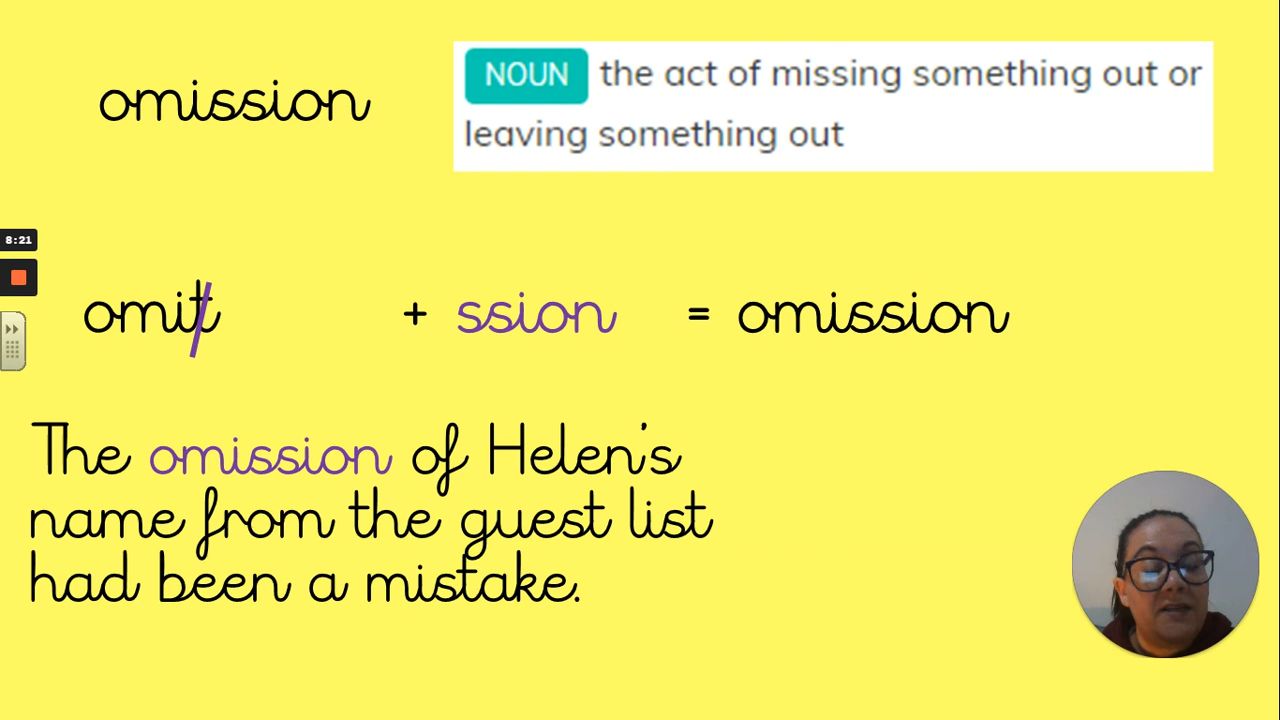 omission
NOUN the act of missing something out or
leaving something out
8:21
omit + ssion = omission
The omission of Helen's
name from the guest list
had been a mistake.